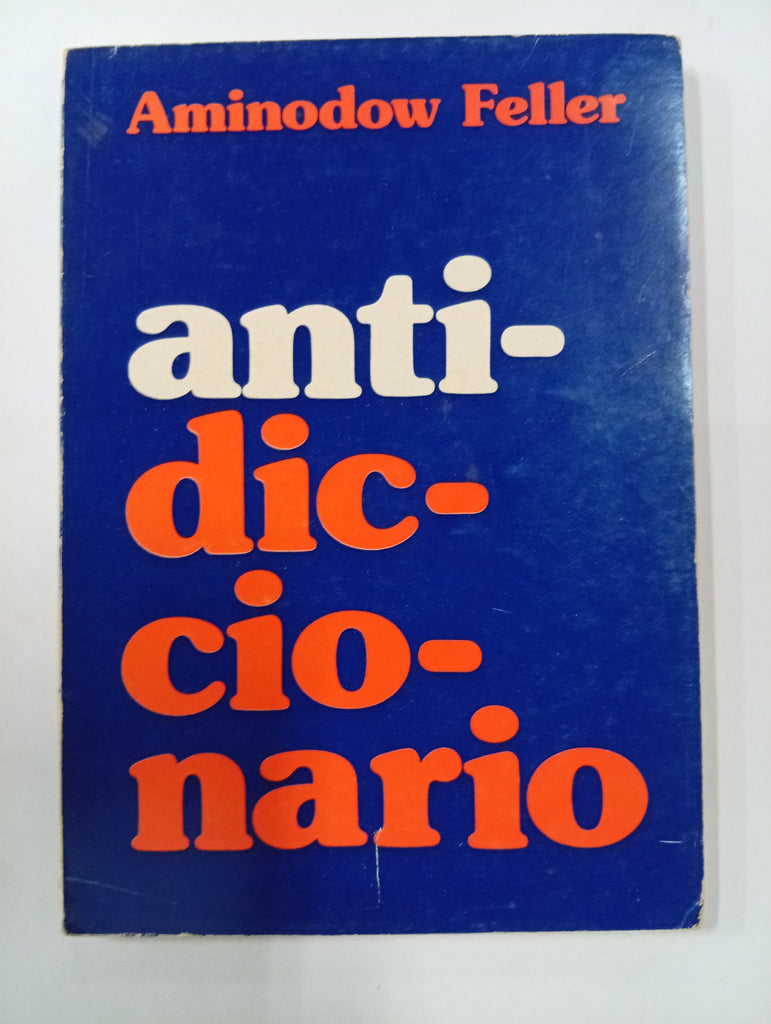 Aminodow Feller
anti-
dic-
cio-
nario